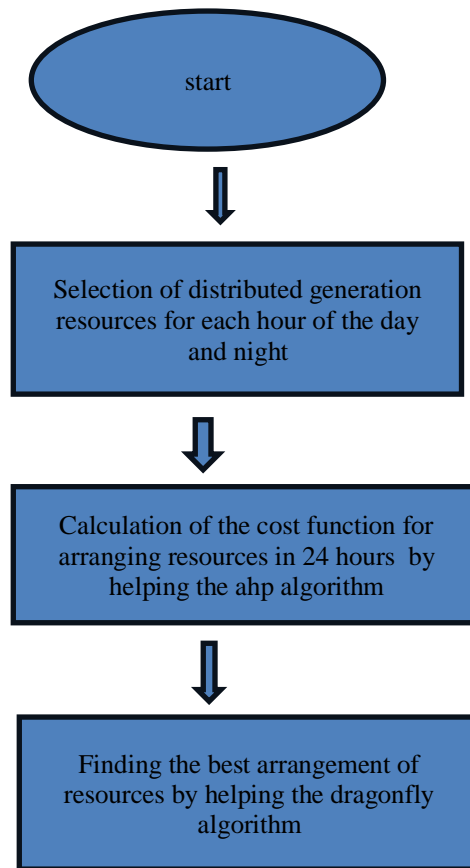 start
Selection of distributed generation
resources for each hour of the day
and night
Calculation of the cost function for
arranging resources in 24 hours by
helping the ahp algorithm
Finding the best arrangement of
resources by helping the dragonfly
algorithm